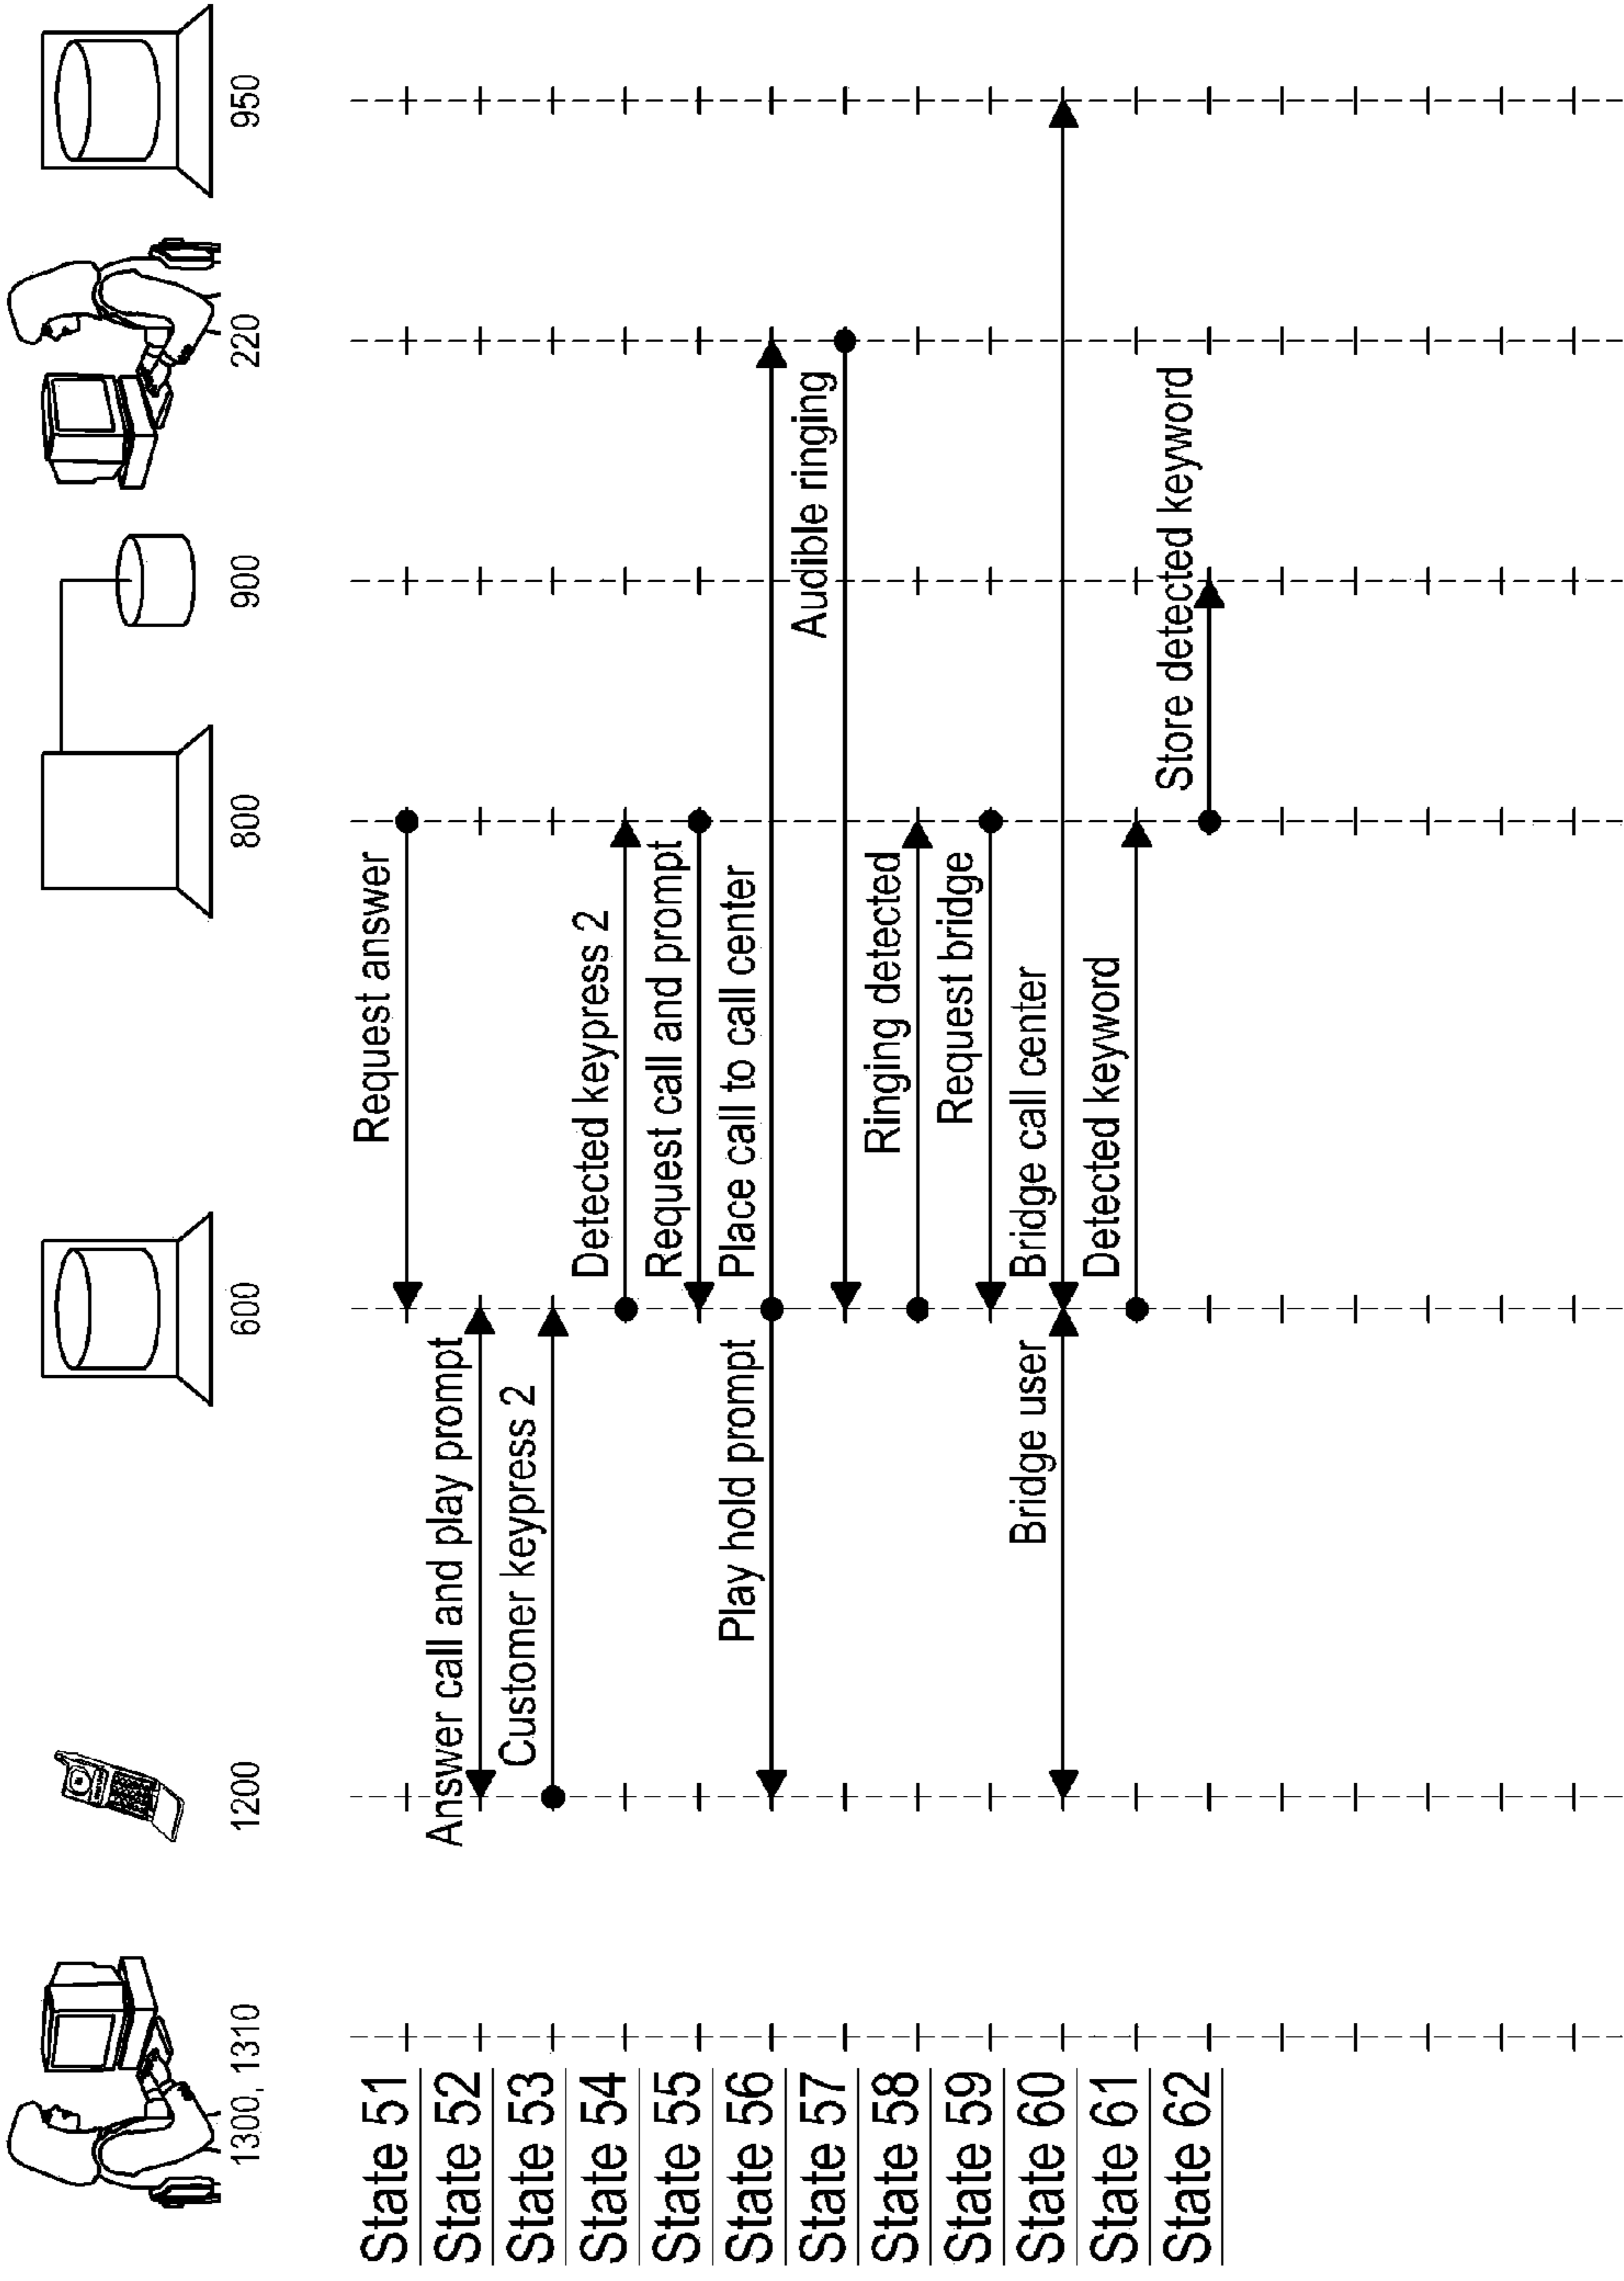 1300, 1310
1200
600
800
900
220
950
State 51
Request answer
State 52
Answer call and play prompt
State 53
Customer keypress 2
State 54
Detected keypress 2
State 55
Request call and prompt
State 56
Play hold prompt
Place call to call center
State 57
Audible ringing
State 58
Ringing detected
State 59
Request bridge
State 60
Bridge user
Bridge call center
State 61
Detected keyword
State 62
Store detected keyword